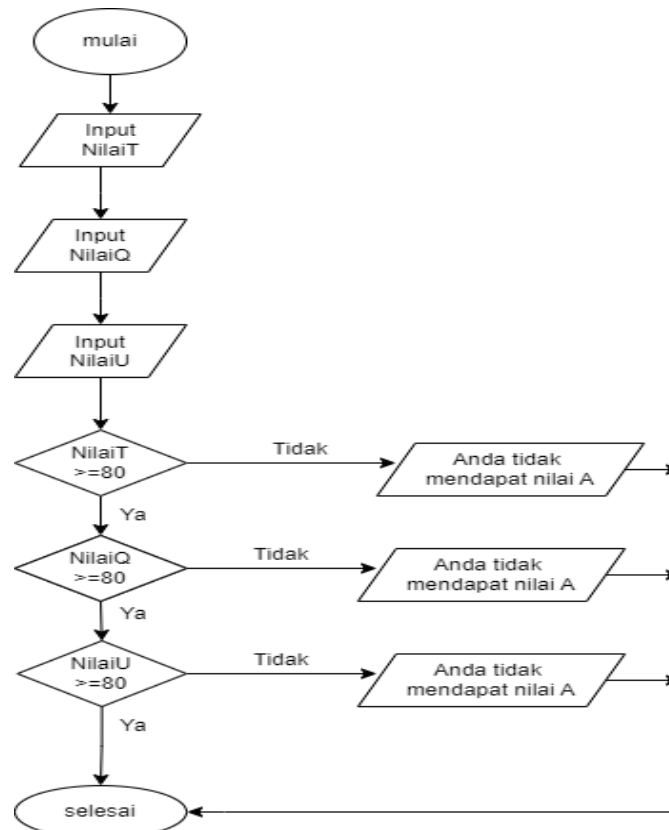 mulai
Input
NilaiT
Input
NilaiQ
Input
NilaiU
NilaiT
>=80
Tidak
Anda tidak
mendapat nilai A
Ya
NilaiQ
>=80
Tidak
Anda tidak
mendapat nilai A
Ya
NilaiU
>=80
Tidak
Anda tidak
mendapat nilai A
Ya
selesai